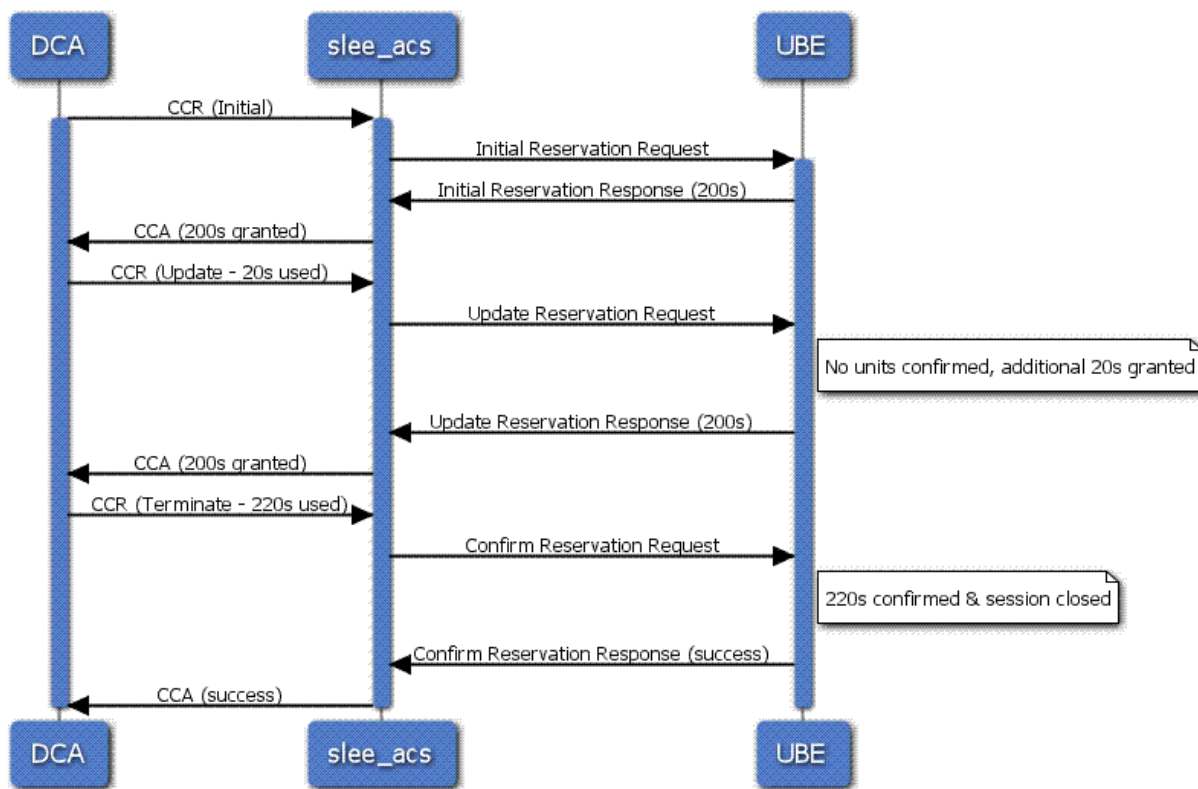 DCA
slee_acs
UBE
CCR (Initial)
Initial Reservation Request
Initial Reservation Response (200s)
CCA (200s granted)
CCR (Update - 20s used)
Update Reservation Request
No units confirmed, additional 20s granted
Update Reservation Response (200s)
CCA (200s granted)
CCR (Terminate - 220s used)
Confirm Reservation Request
220s confirmed & session closed
Confirm Reservation Response (success)
CCA (success)
DCA
slee_acs
UBE